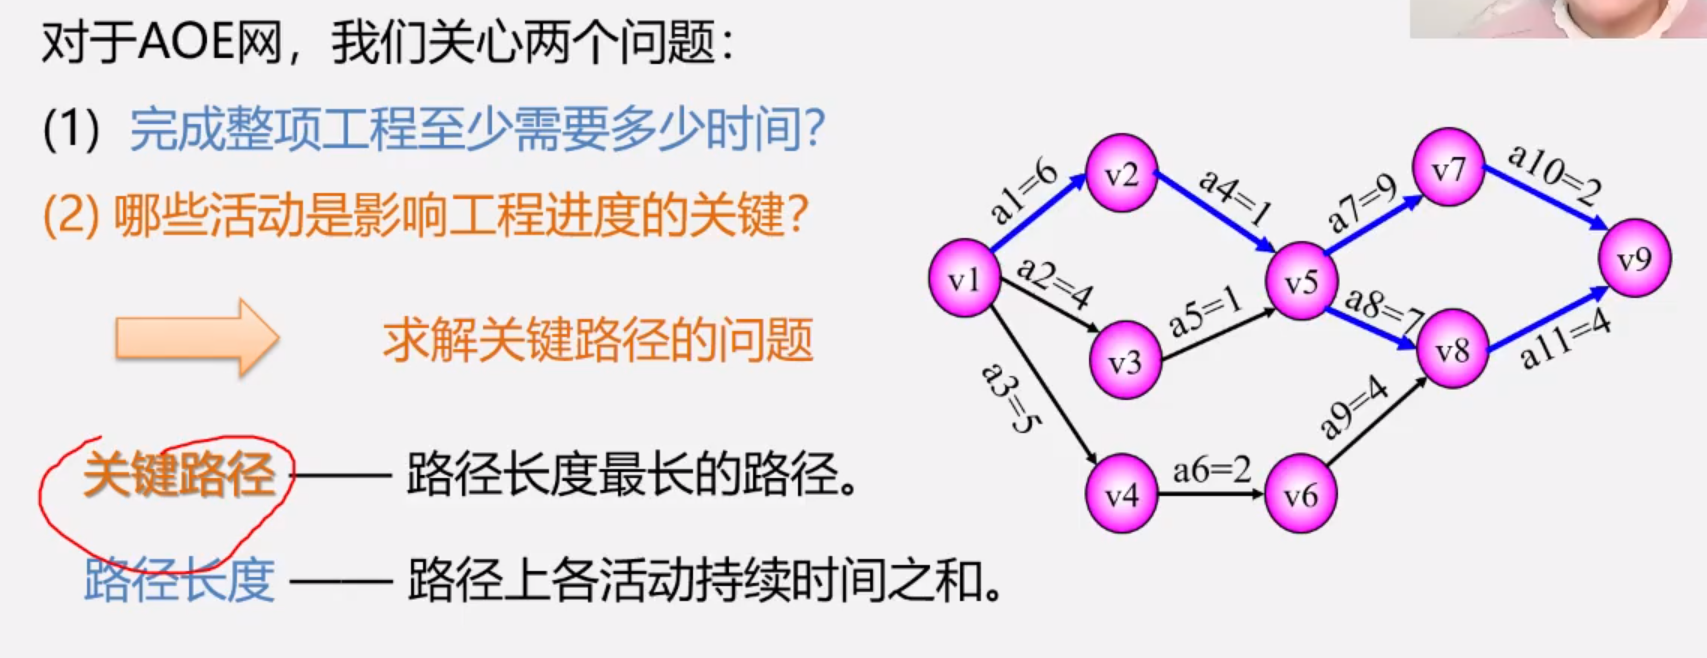 对于AOE网，我们关心两个问题：
(1) 完成整项工程至少需要多少时间？
(2) 哪些活动是影响工程进度的关键？
求解关键路径的问题
关键路径 —— 路径长度最长的路径。
路径长度 —— 路径上各活动持续时间之和。
v1
v2
v3
v4
v5
v6
v7
v8
v9
a1=6
a2=4
a3=5
a4=1
a5=1
a6=2
a7=9
a8=7
a9=4
a10=2
a11=4